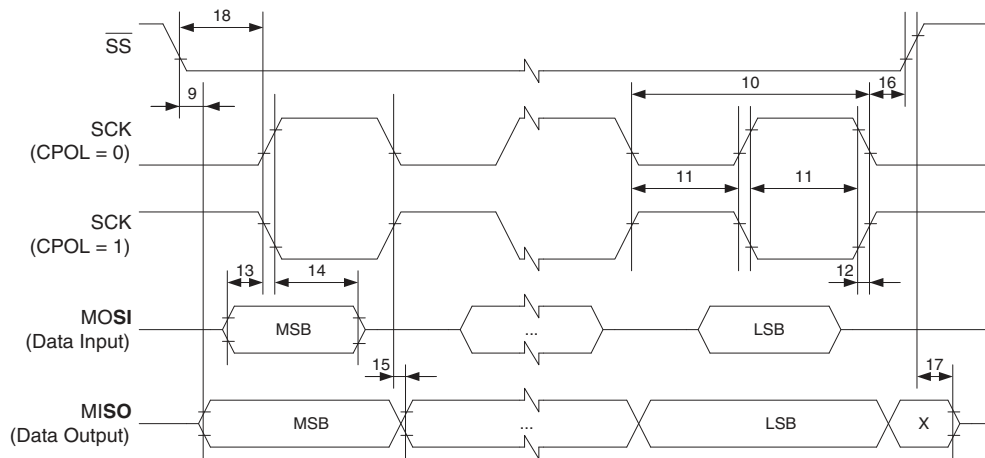 18
SS
9
10
16
SCK
(CPOL = 0)
11
11
SCK
(CPOL = 1)
13
14
12
MOSI
(Data Input)
MSB
...
LSB
15
17
MISO
(Data Output)
MSB
...
LSB
X